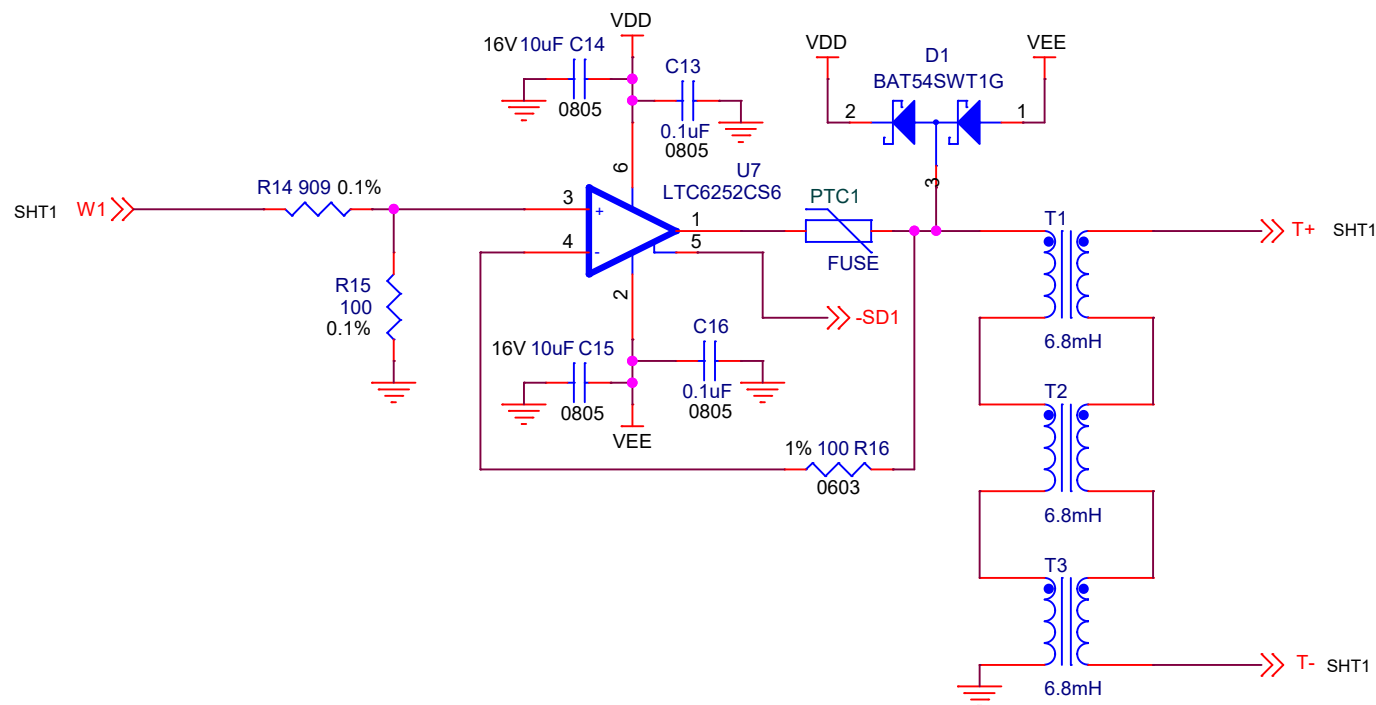 VDD
16V 10uF C14
0805
C13
0.1uF
0805
VDD
D1
BAT54SWT1G
VEE
2
1
3
6
U7
LTC6252CS6
R14 909 0.1%
SHT1 W1
3
+
4
-
1
5
2
PTC1
FUSE
T1
T+ SHT1
6.8mH
R15
100
0.1%
-SD1
16V 10uF C15
0805
C16
0.1uF
0805
VEE
1% 100 R16
0603
T2
6.8mH
T3
6.8mH
T- SHT1